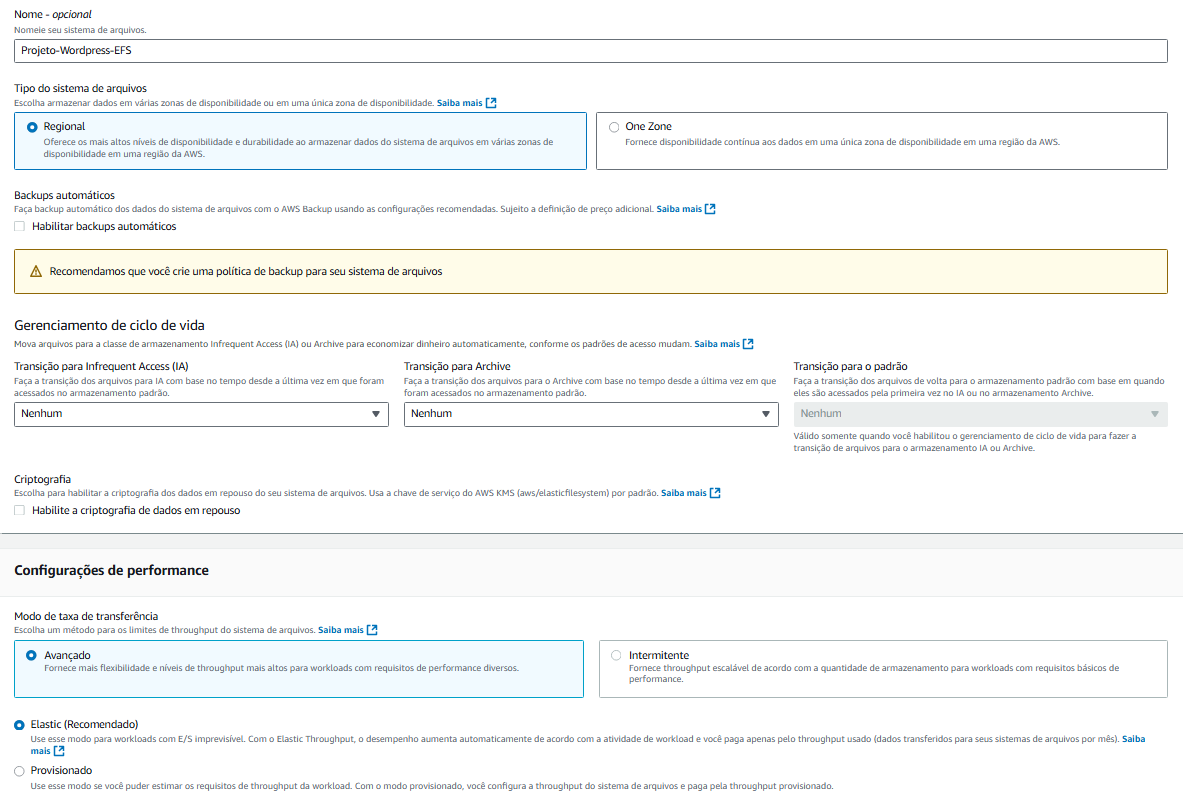 Nome - opcional
Nomeie seu sistema de arquivos.
Projeto-Wordpress-EFS
Tipo do sistema de arquivos
Escolha armazenar dados em várias zonas de disponibilidade ou em uma única zona de disponibilidade. Saiba mais
Regional
Oferece os mais altos níveis de disponibilidade e durabilidade ao armazenar dados do sistema de arquivos em várias zonas de
disponibilidade em uma região da AWS.
One Zone
Fornece disponibilidade contínua aos dados em uma única zona de disponibilidade em uma região da AWS.
Backups automáticos
Faça backup automático dos dados do sistema de arquivos com o AWS Backup usando as configurações recomendadas. Sujeito a definição de preço adicional. Saiba mais
Habilitar backups automáticos
Recomendamos que você crie uma política de backup para seu sistema de arquivos
Gerenciamento de ciclo de vida
Mova arquivos para a classe de armazenamento Infrequent Access (IA) ou Archive para economizar dinheiro automaticamente, conforme os padrões de acesso mudam. Saiba mais
Transição para Infrequent Access (IA)
Faça a transição dos arquivos para IA com base no tempo desde a última vez em que foram
acessados no armazenamento padrão.
Nenhum
Transição para Archive
Faça a transição dos arquivos para o Archive com base no tempo desde a última vez em que
foram acessados no armazenamento padrão.
Nenhum
Transição para o padrão
Faça a transição dos arquivos de volta para o armazenamento padrão com base em quando
eles são acessados pela primeira vez no IA ou no armazenamento Archive.
Nenhum
Válido somente quando você habilitou o gerenciamento de ciclo de vida para fazer a
transição de arquivos para o armazenamento IA ou Archive.
Criptografia
Escolha para habilitar a criptografia dos dados em repouso do seu sistema de arquivos. Usa a chave de serviço do AWS KMS (aws/elasticfilesystem) por padrão. Saiba mais
Habilite a criptografia de dados em repouso
Configurações de performance
Modo de taxa de transferência
Escolha um método para os limites de throughput do sistema de arquivos. Saiba mais
Avançado
Fornece mais flexibilidade e níveis de throughput mais altos para workloads com requisitos de performance diversos.
Intermitente
Fornece throughput escalável de acordo com a quantidade de armazenamento para workloads com requisitos básicos de
performance.
Elastic (Recomendado)
Use esse modo para workloads com E/S imprevisível. Com o Elastic Throughput, o desempenho aumenta automaticamente de acordo com a atividade de workload e você paga apenas pelo throughput usado (dados transferidos para seus sistemas de arquivos por mês). Saiba
mais
Provisionado
Use esse modo se você puder estimar os requisitos de throughput da workload. Com o modo provisionado, você configura a throughput do sistema de arquivos e paga pela throughput provisionado.